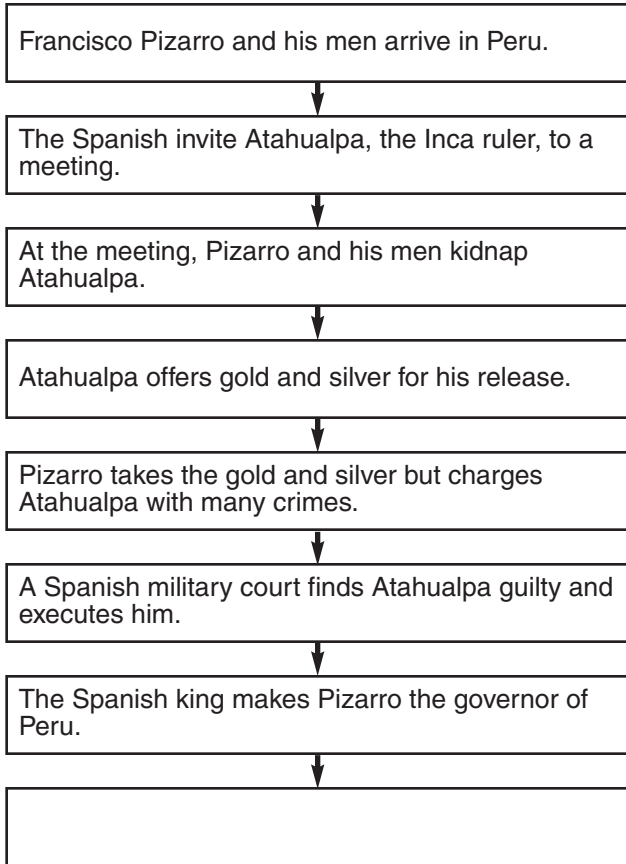 Francisco Pizarro and his men arrive in Peru.
The Spanish invite Atahualpa, the Inca ruler, to a
meeting.
At the meeting, Pizarro and his men kidnap
Atahualpa.
Atahualpa offers gold and silver for his release.
Pizarro takes the gold and silver but charges
Atahualpa with many crimes.
A Spanish military court finds Atahualpa guilty and
executes him.
The Spanish king makes Pizarro the governor of
Peru.